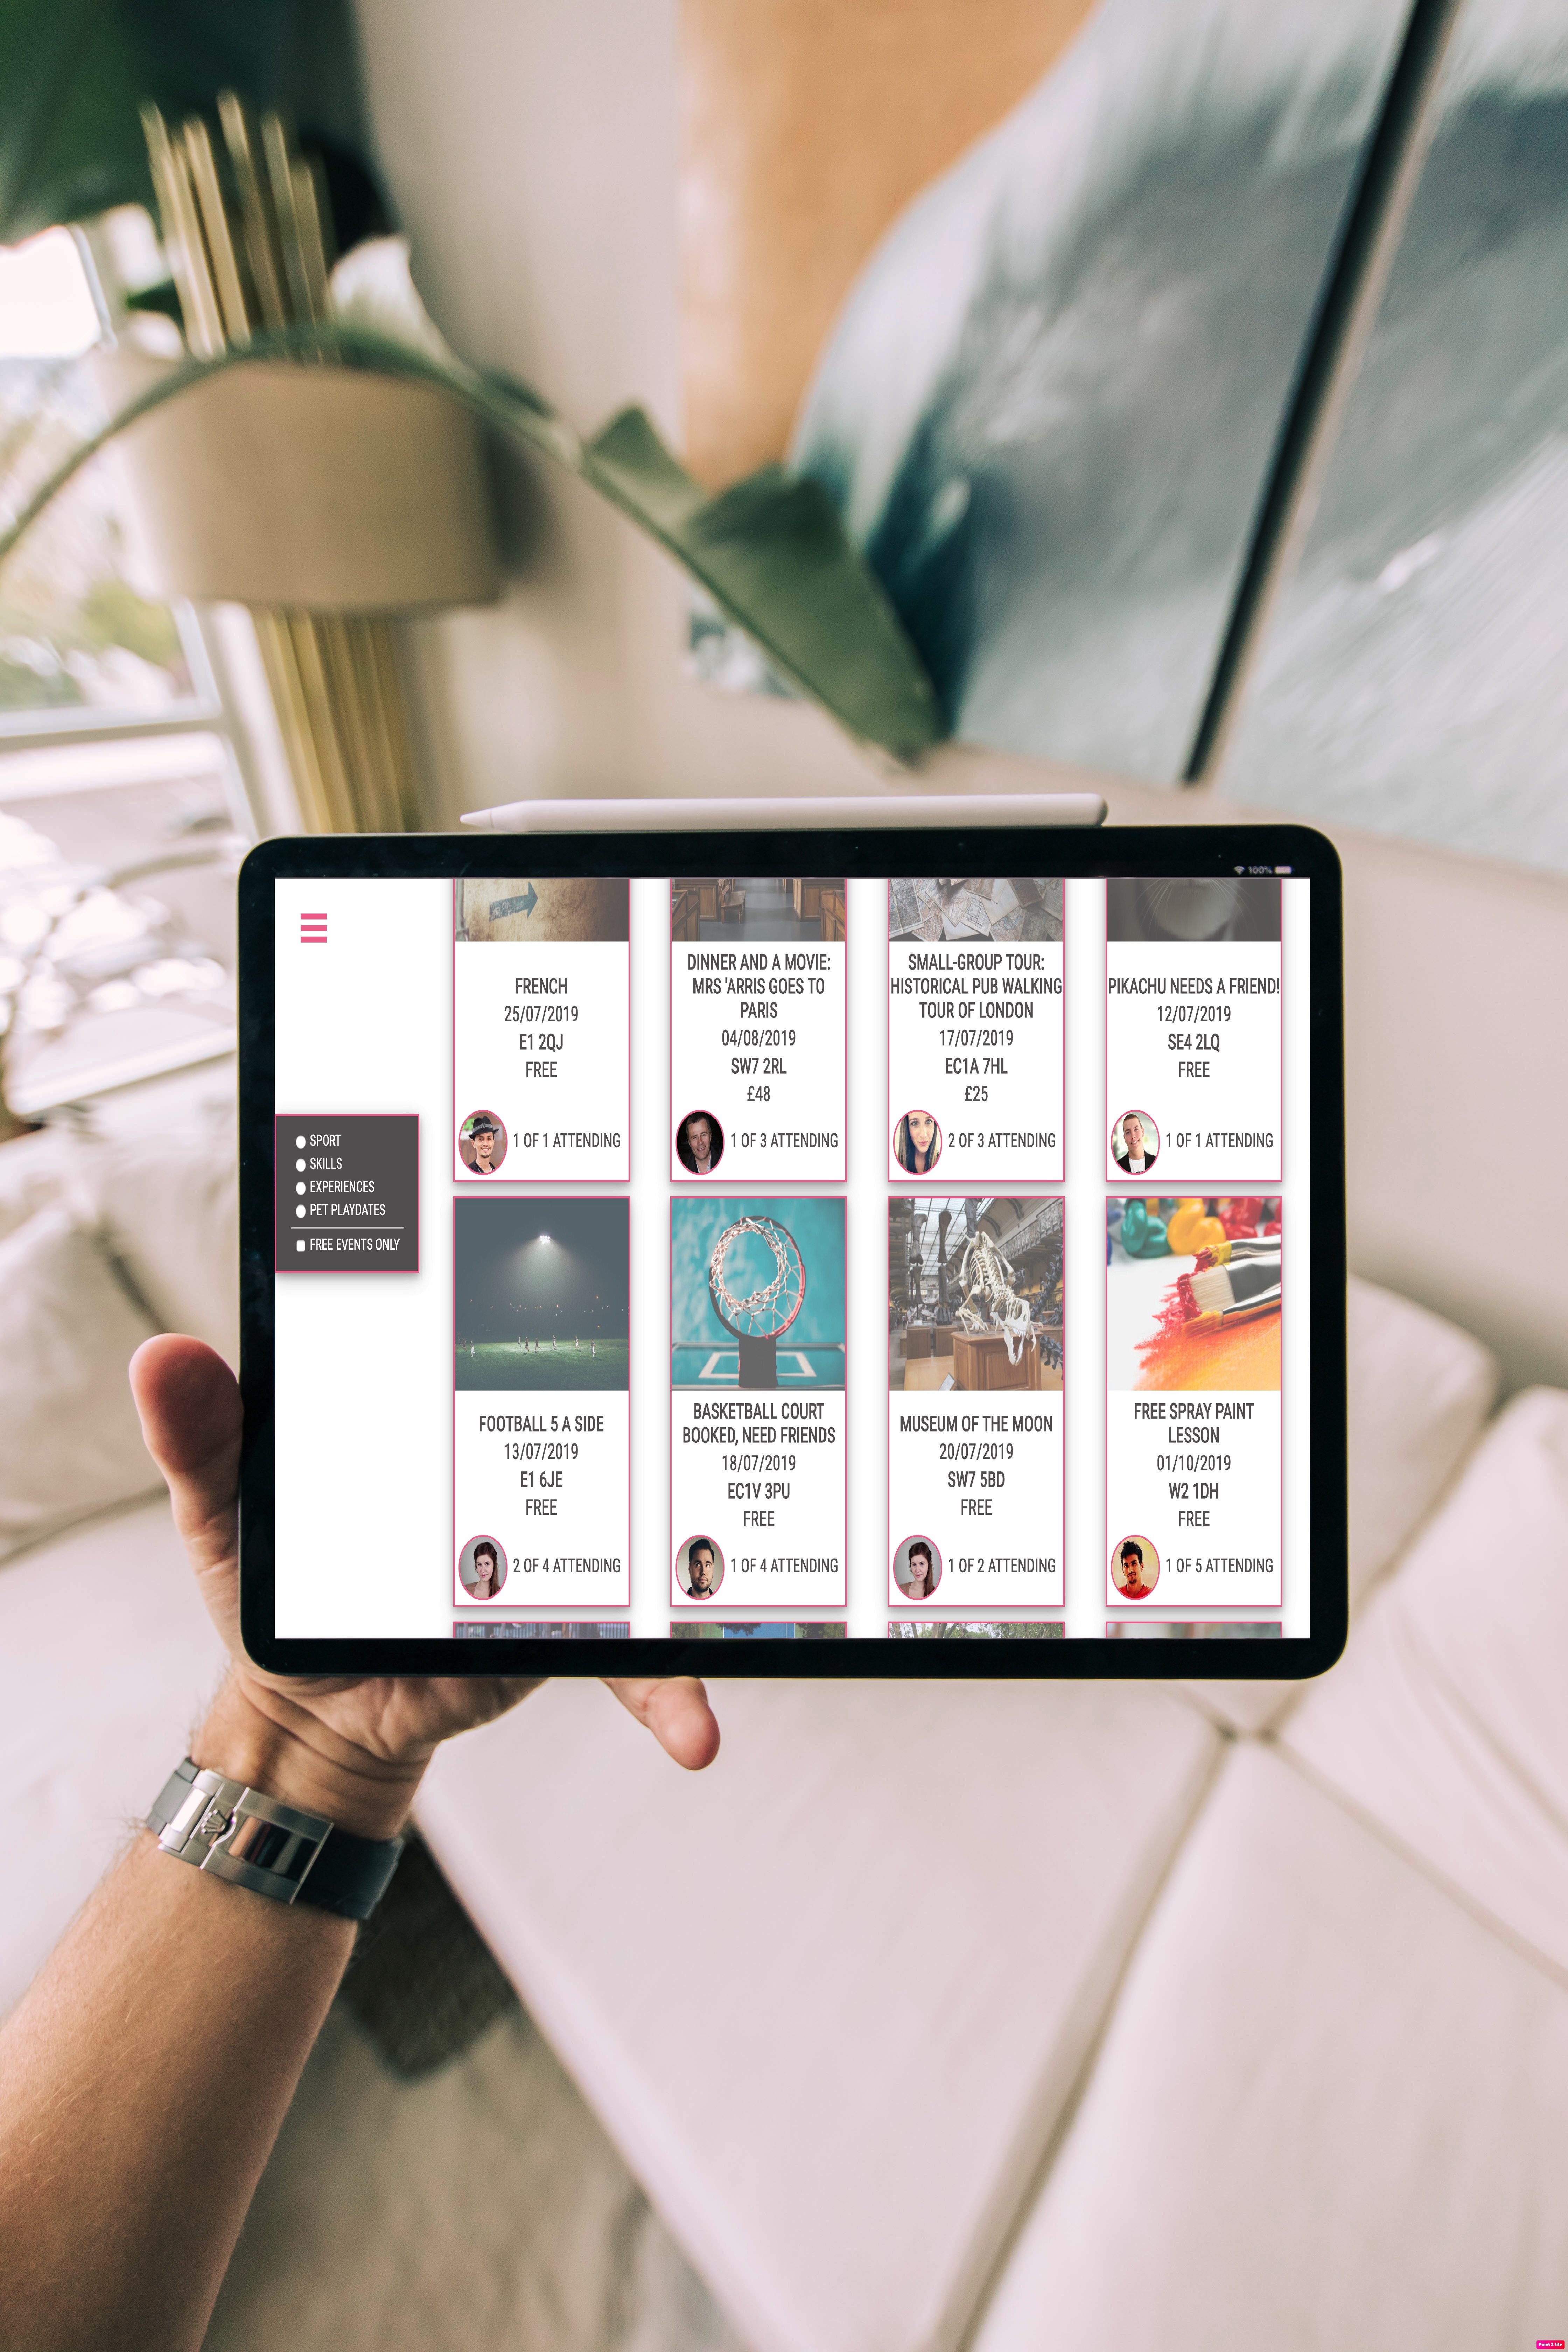 100%
FRENCH
25/07/2019
E1 2QJ
FREE
1 OF 1 ATTENDING
DINNER AND A MOVIE:
MRS 'ARRIS GOES TO
PARIS
04/08/2019
SW7 2RL
£48
1 OF 3 ATTENDING
SMALL-GROUP TOUR:
HISTORICAL PUB WALKING
TOUR OF LONDON
17/07/2019
EC1A 7HL
£25
2 OF 3 ATTENDING
PIKACHU NEEDS A FRIEND!
12/07/2019
SE4 2LQ
FREE
1 OF 1 ATTENDING
SPORT
SKILLS
EXPERIENCES
PET PLAYDATES
FREE EVENTS ONLY
FOOTBALL 5 A SIDE
13/07/2019
E1 6JE
FREE
2 OF 4 ATTENDING
BASKETBALL COURT
BOOKED, NEED FRIENDS
18/07/2019
EC1V 3PU
FREE
1 OF 4 ATTENDING
MUSEUM OF THE MOON
20/07/2019
SW7 5BD
FREE
1 OF 2 ATTENDING
FREE SPRAY PAINT
LESSON
01/10/2019
W2 1DH
FREE
1 OF 5 ATTENDING